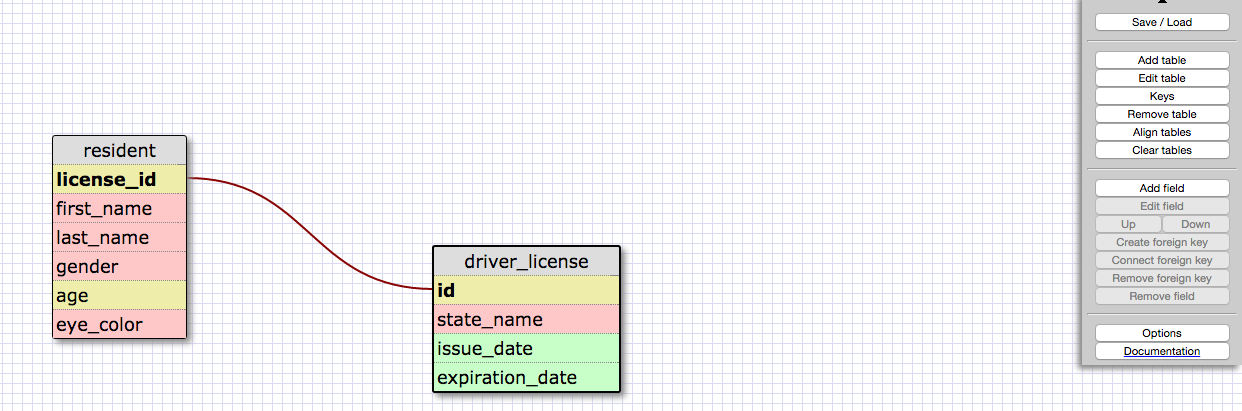 resident
license_id
first_name
last_name
gender
age
eye_color
driver_license
id
state_name
issue_date
expiration_date
Save / Load
Add table
Edit table
Keys
Remove table
Align tables
Clear tables
Add field
Edit field
Up Down
Create foreign key
Connect foreign key
Remove foreign key
Remove field
Options
Documentation